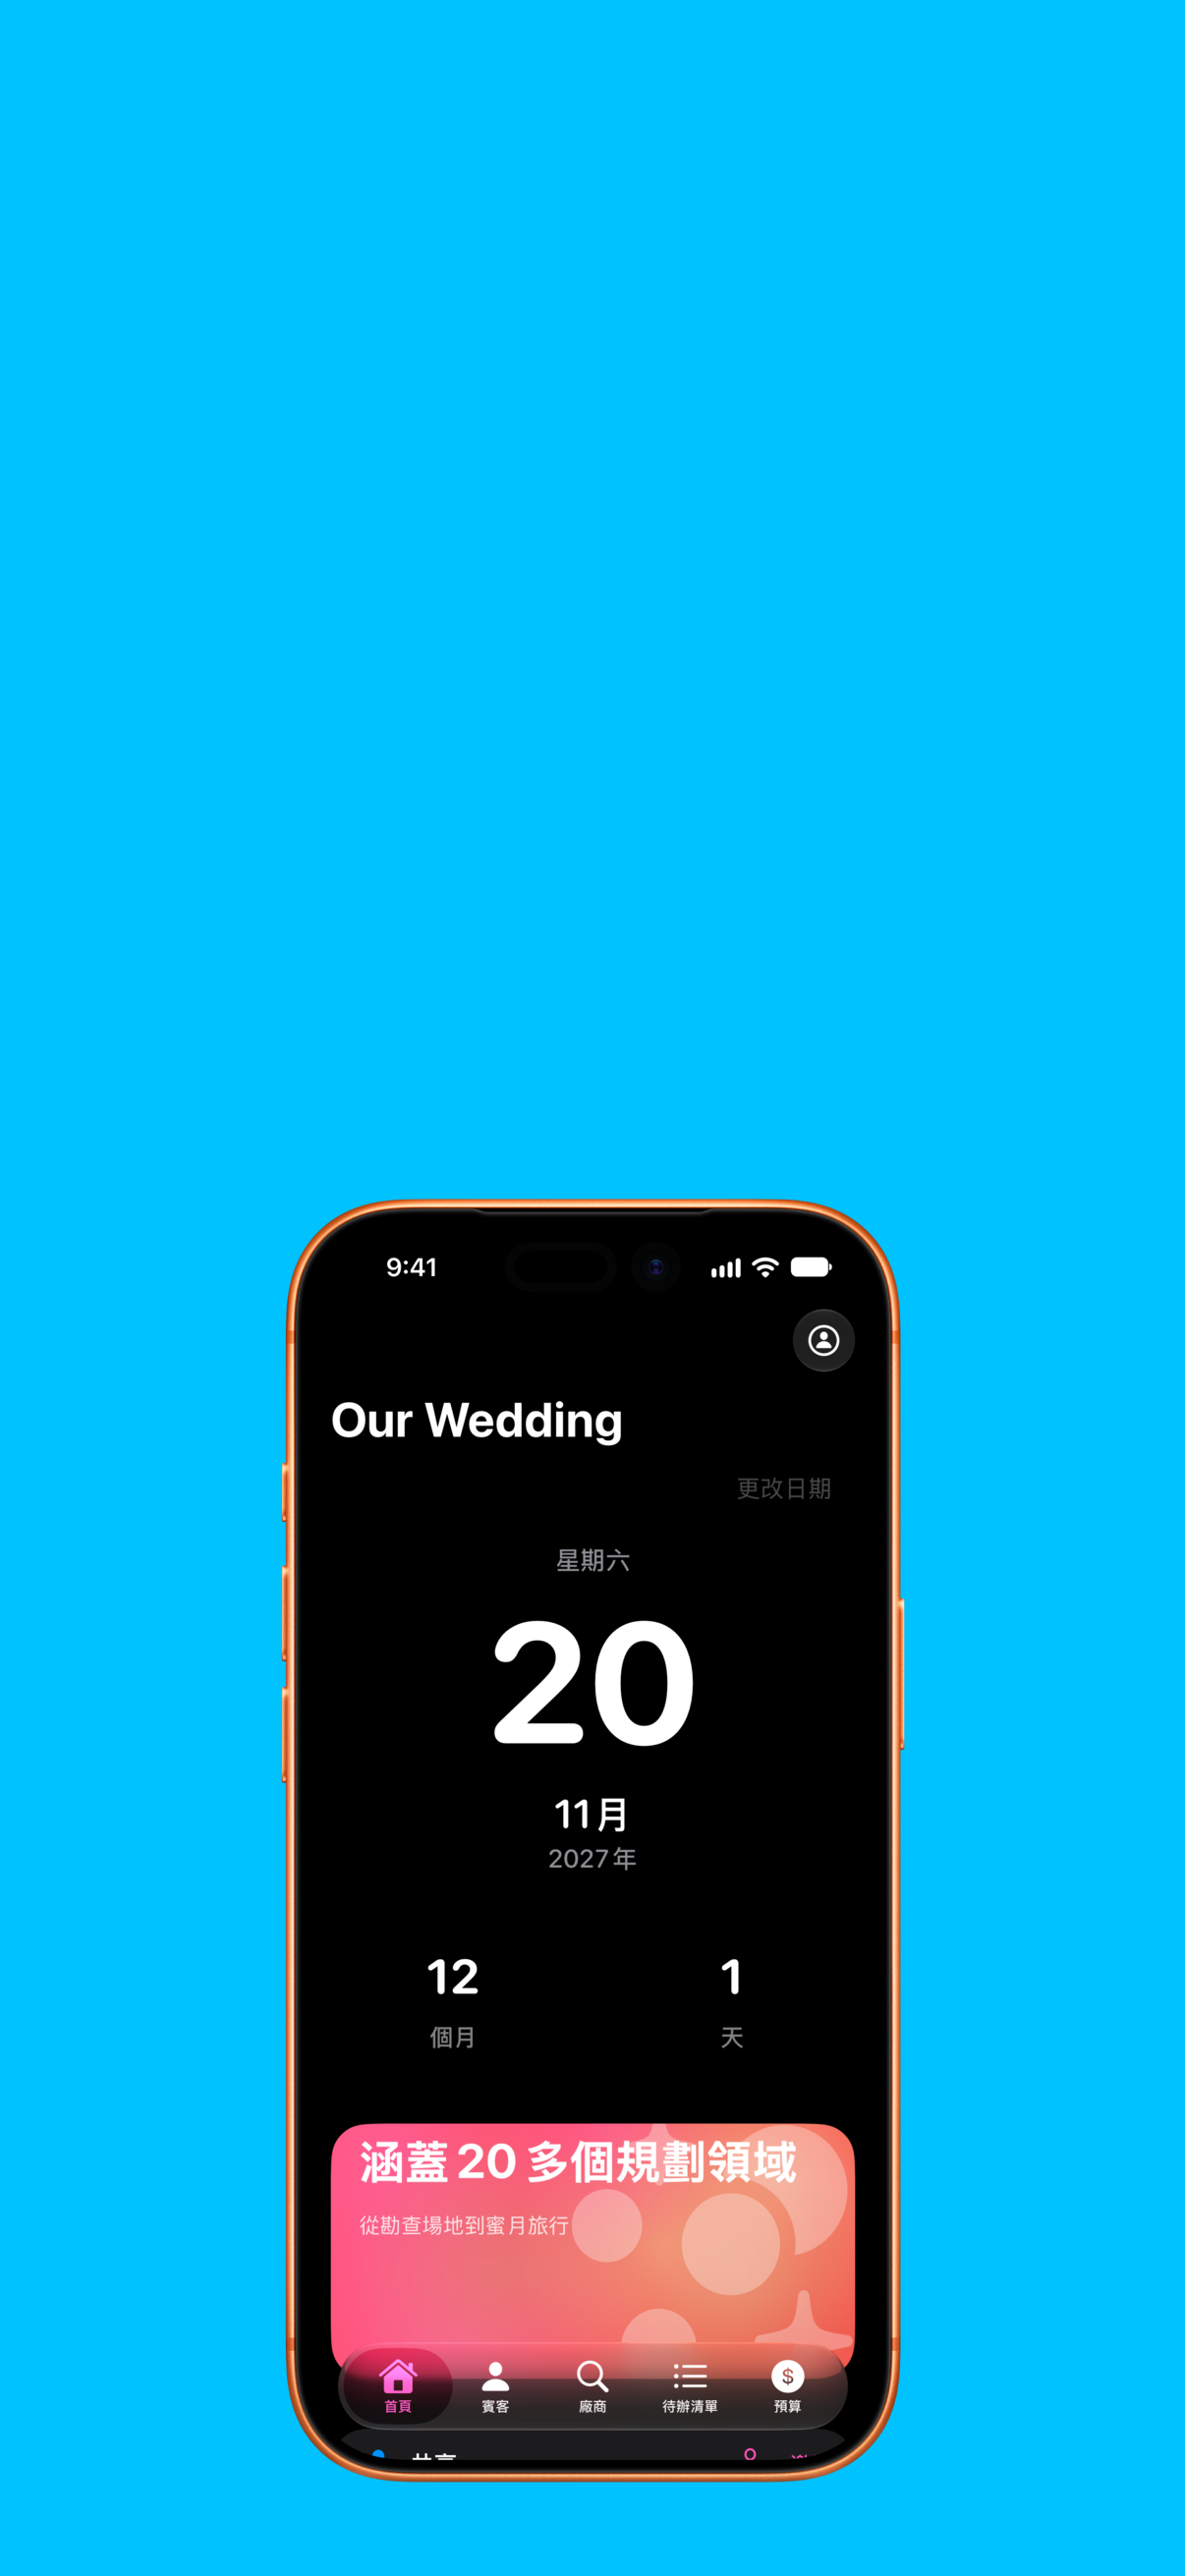 9:41
Our Wedding
更改日期
星期六
20
11月
2027年
12
個月
1
天
涵蓋 20 多個規劃領域
從勘查場地到蜜月旅行
首頁
賓客
廠商
待辦清單
$
預算